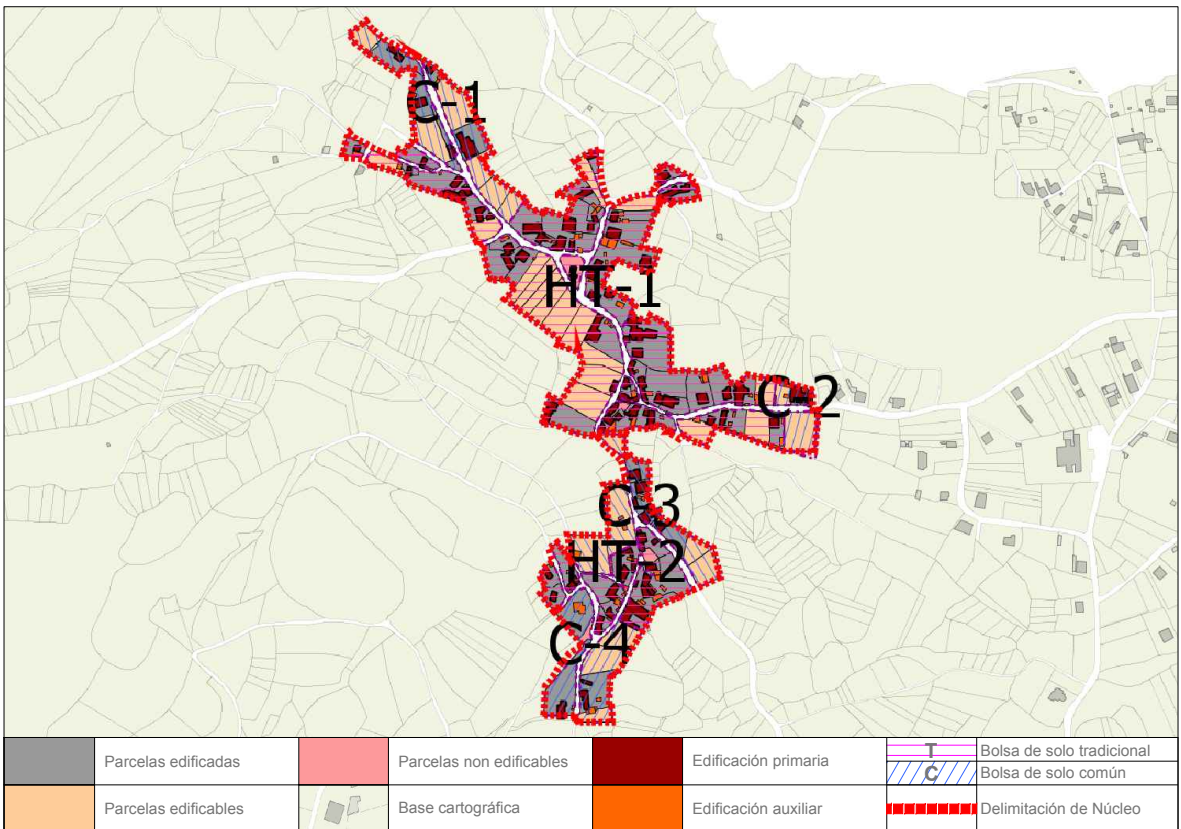 C-1
HT-1
C-2
C-3
HT-2
C-4
Parcelas edificadas
Parcelas non edificables
Edificación primaria
T
Bolsa de solo tradicional
C
Bolsa de solo común
Parcelas edificables
Base cartográfica
Edificación auxiliar
Delimitación de Núcleo